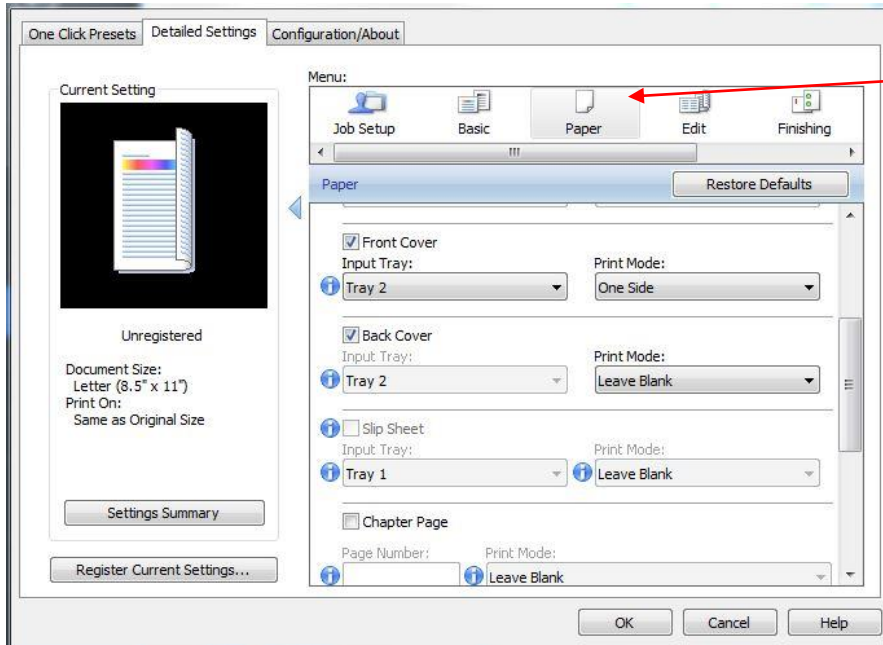 One Click Presets Detailed Settings Configuration/About
Current Setting
Unregistered
Document Size:
Letter (8.5" x 11")
Print On:
Same as Original Size
Settings Summary
Register Current Settings...
Menu:
Job Setup Basic Paper Edit Finishing
Paper Restore Defaults
Front Cover
Input Tray: Print Mode:
Tray 2 One Side
Back Cover
Input Tray: Print Mode:
Tray 2 Leave Blank
Slip Sheet
Input Tray: Print Mode:
Tray 1 Leave Blank
Chapter Page
Page Number: Print Mode:
Leave Blank
OK Cancel Help